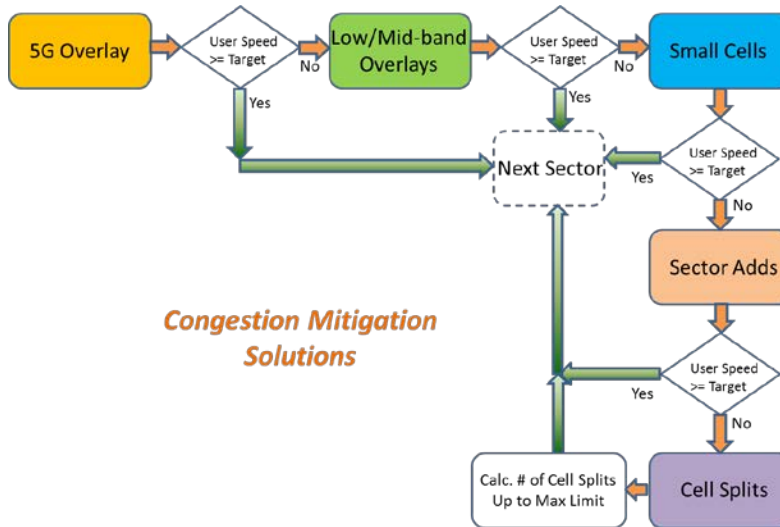 5G Overlay
User Speed
>= Target
No
Yes
Low/Mid-band
Overlays
User Speed
>= Target
No
Yes
Small Cells
User Speed
>= Target
Yes
No
Next Sector
Sector Adds
Congestion Mitigation
Solutions
User Speed
>= Target
Yes
No
Calc. # of Cell Splits
Up to Max Limit
Cell Splits